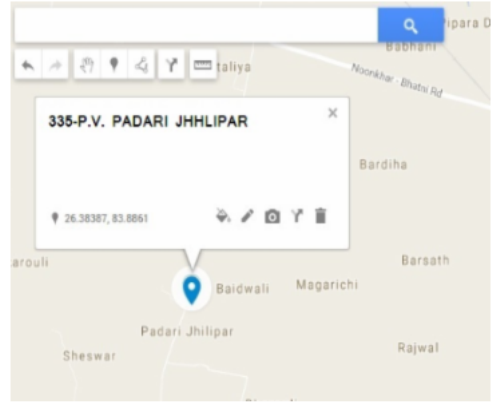 ipara D
Babhani
taliya
Noonkhar - Bhatni Rd
335-P.V. PADARI JHHLIPAR
Bardiha
26.38387, 83.8861
arouli
Barsath
Baidwali
Magarichi
Padari Jhilipar
Sheswar
Rajwal